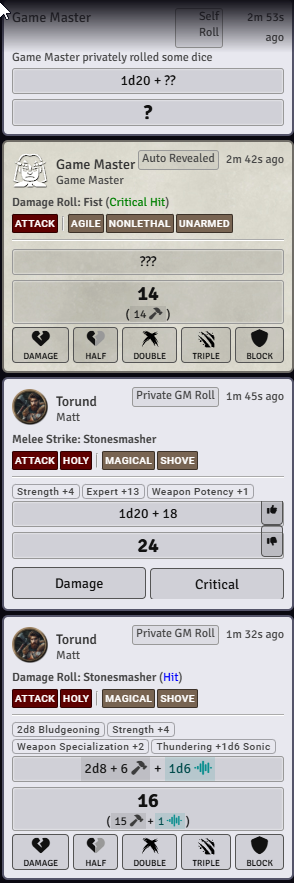 Game Master
Self Roll
2m 53s ago
Game Master privately rolled some dice
1d20 + ??
?
Game Master
Auto Revealed
2m 42s ago
Game Master
Damage Roll: Fist (Critical Hit)
ATTACK AGILE NONLETHAL UNARMED
???
14
( 14 )
DAMAGE HALF DOUBLE TRIPLE BLOCK
Torund
Private GM Roll
1m 45s ago
Matt
Melee Strike: Stonesmasher
ATTACK HOLY MAGICAL SHOVE
Strength +4 Expert +13 Weapon Potency +1
1d20 + 18
24
Damage Critical
Torund
Private GM Roll
1m 32s ago
Matt
Damage Roll: Stonesmasher (Hit)
ATTACK HOLY MAGICAL SHOVE
2d8 Bludgeoning Strength +4
Weapon Specialization +2 Thundering +1d6 Sonic
2d8 + 6 + 1d6
16
( 15 + 1 )
DAMAGE HALF DOUBLE TRIPLE BLOCK